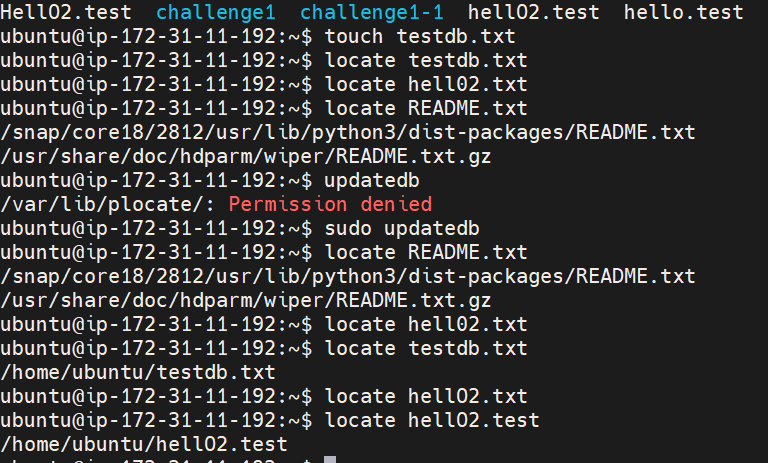 HellO2.test challenge1 challenge1-1 hellO2.test hello.test
ubuntu@ip-172-31-11-192:~$ touch testdb.txt
ubuntu@ip-172-31-11-192:~$ locate testdb.txt
ubuntu@ip-172-31-11-192:~$ locate hell02.txt
ubuntu@ip-172-31-11-192:~$ locate README.txt
/snap/core18/2812/usr/lib/python3/dist-packages/README.txt
/usr/share/doc/hdparm/wiper/README.txt.gz
ubuntu@ip-172-31-11-192:~$ updatedb
/var/lib/plocate/: Permission denied
ubuntu@ip-172-31-11-192:~$ sudo updatedb
ubuntu@ip-172-31-11-192:~$ locate README.txt
/snap/core18/2812/usr/lib/python3/dist-packages/README.txt
/usr/share/doc/hdparm/wiper/README.txt.gz
ubuntu@ip-172-31-11-192:~$ locate hell02.txt
ubuntu@ip-172-31-11-192:~$ locate testdb.txt
/home/ubuntu/testdb.txt
ubuntu@ip-172-31-11-192:~$ locate hellO2.txt
ubuntu@ip-172-31-11-192:~$ locate hellO2.test
/home/ubuntu/hellO2.test
ubuntu@ip-172-31-11-192:~$